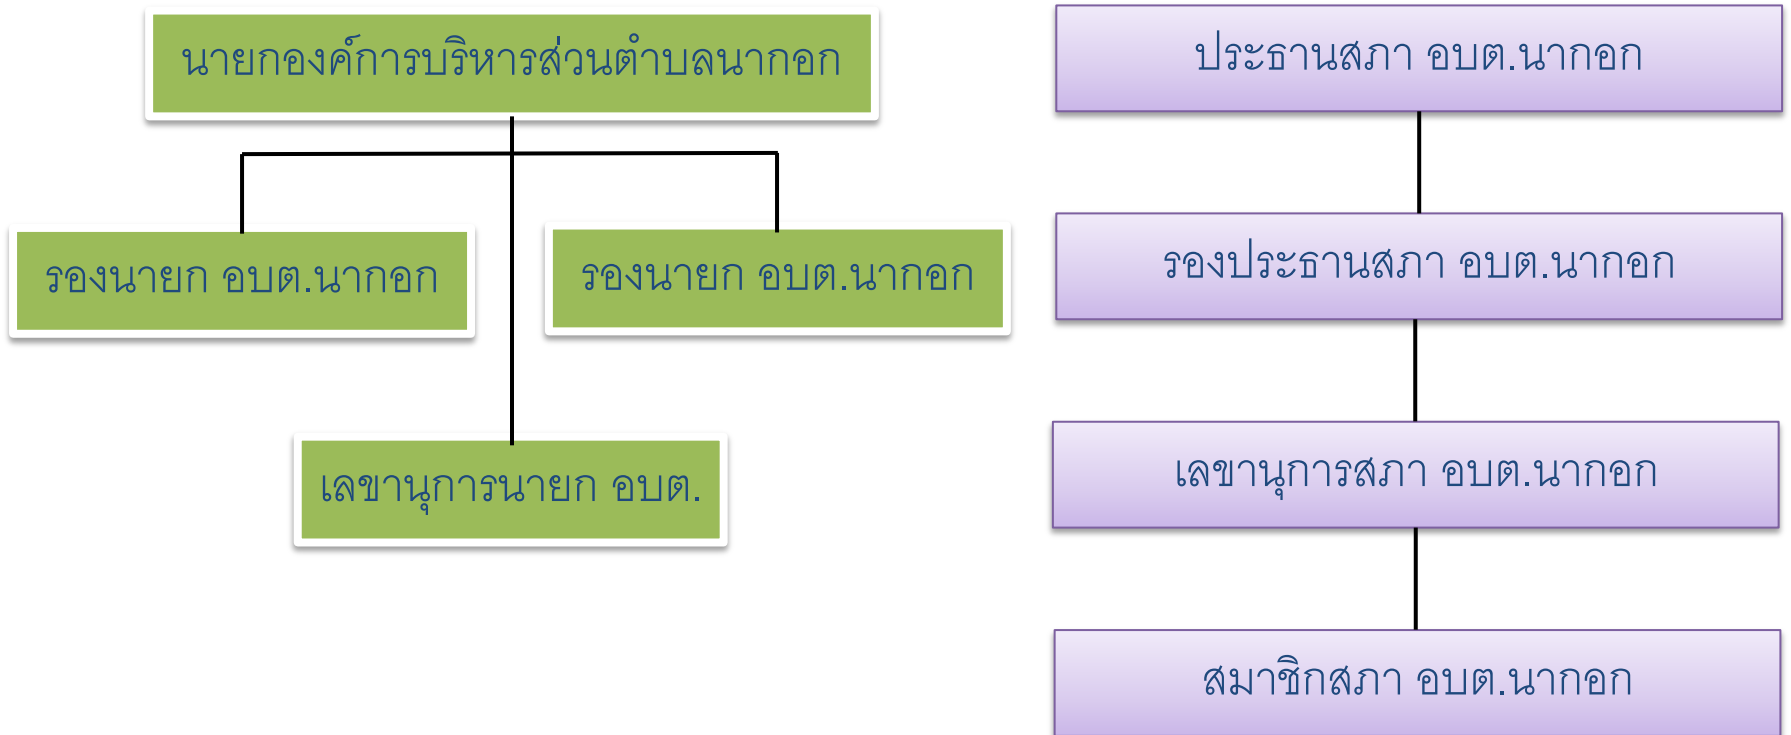 นายกองค์การบริหารส่วนตำบลนากอก
รองนายก อบต.นากอก
รองนายก อบต.นากอก
เลขานุการนายก อบต.
ประธานสภา อบต.นากอก
รองประธานสภา อบต.นากอก
เลขานุการสภา อบต.นากอก
สมาชิกสภา อบต.นากอก